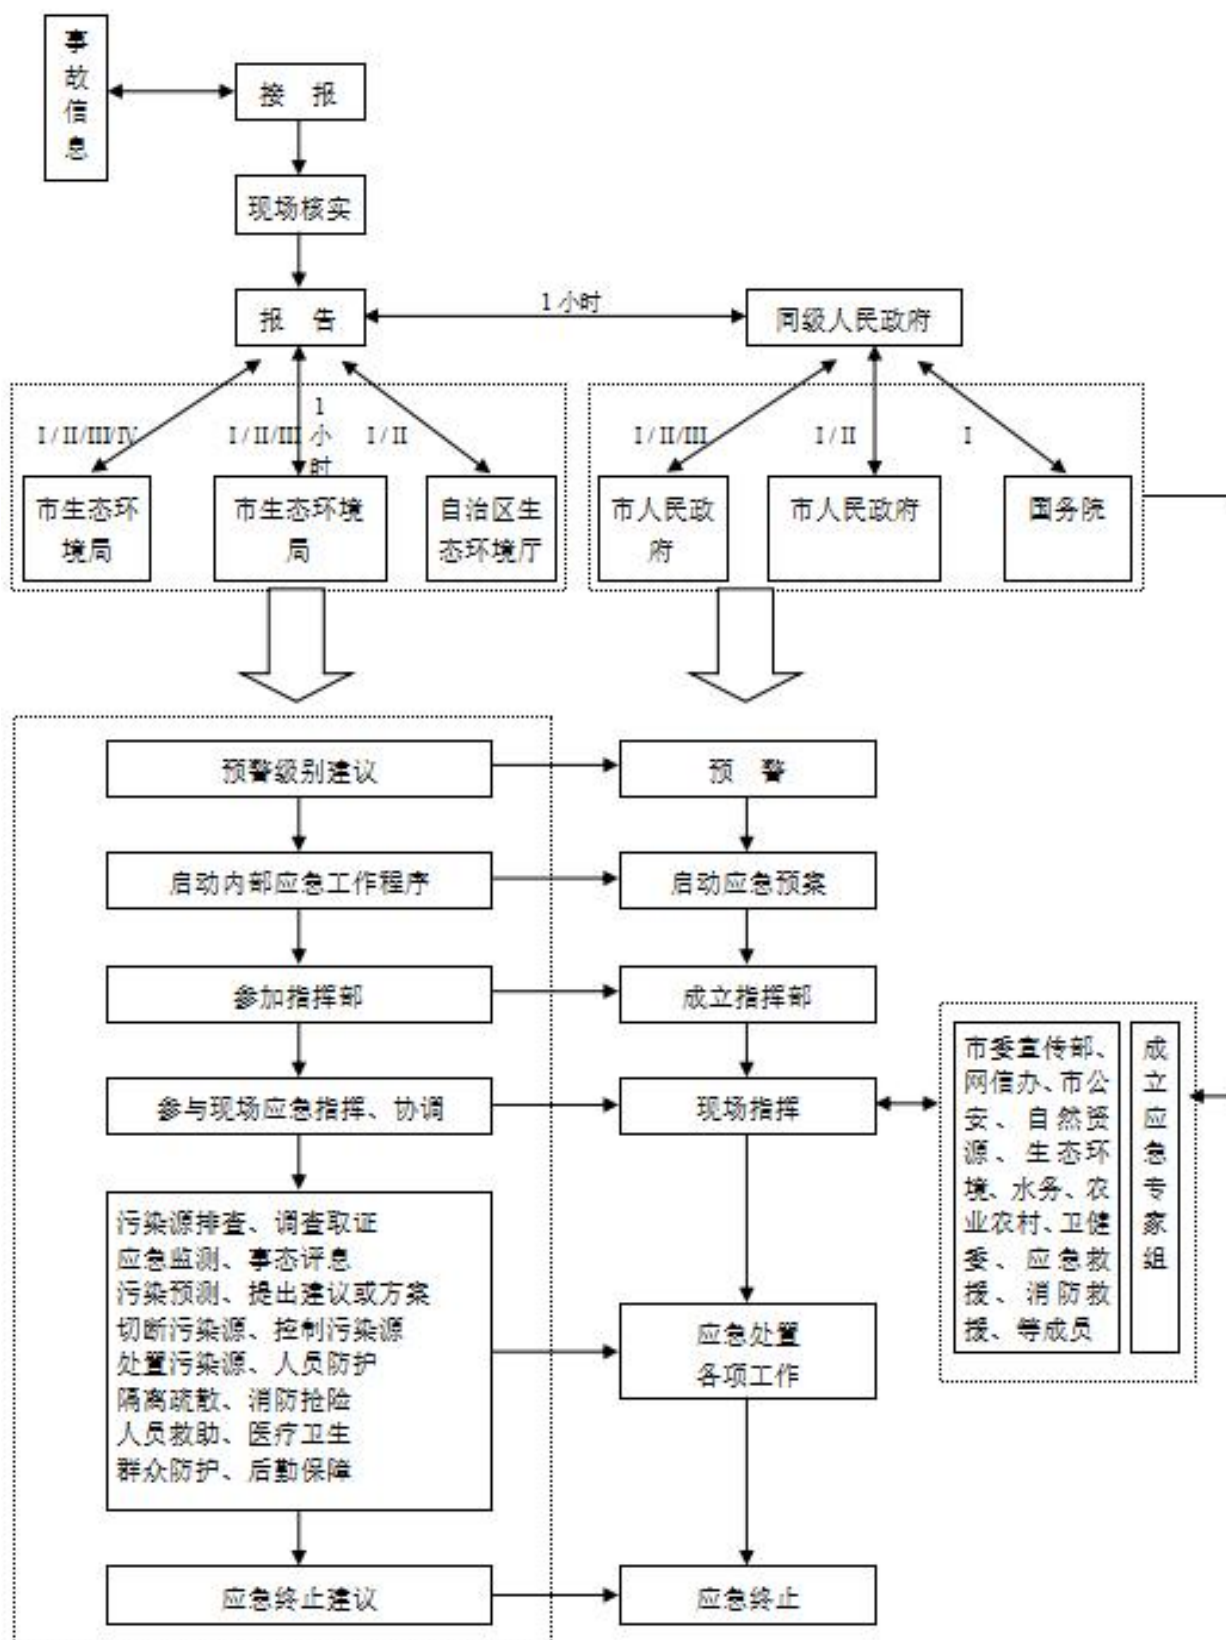 事
故
信
息
接 报
现场核实
报 告
1 小时
同级人民政府
I / II/III/IV
I / II/III
1
小
时
I / II
I / II/III
I / II
I
市生态环
境局
市生态环境
局
自治区生
态环境厅
市人民政
府
市人民政府
国务院
预警级别建议
预 警
启动内部应急工作程序
启动应急预案
参加指挥部
成立指挥部
参与现场应急指挥、协调
现场指挥
市委宣传部、
网信办、市公
安、自然资
源、生态环
境、水务、农
业农村、卫健
委、应急救
援、消防救
援、等成员
成
立
应
急
专
家
组
污染源排查、调查取证
应急监测、事态评息
污染预测、提出建议或方案
切断污染源、控制污染源
处置污染源、人员防护
隔离疏散、消防抢险
人员救助、医疗卫生
群众防护、后勤保障
应急处置
各项工作
应急终止建议
应急终止